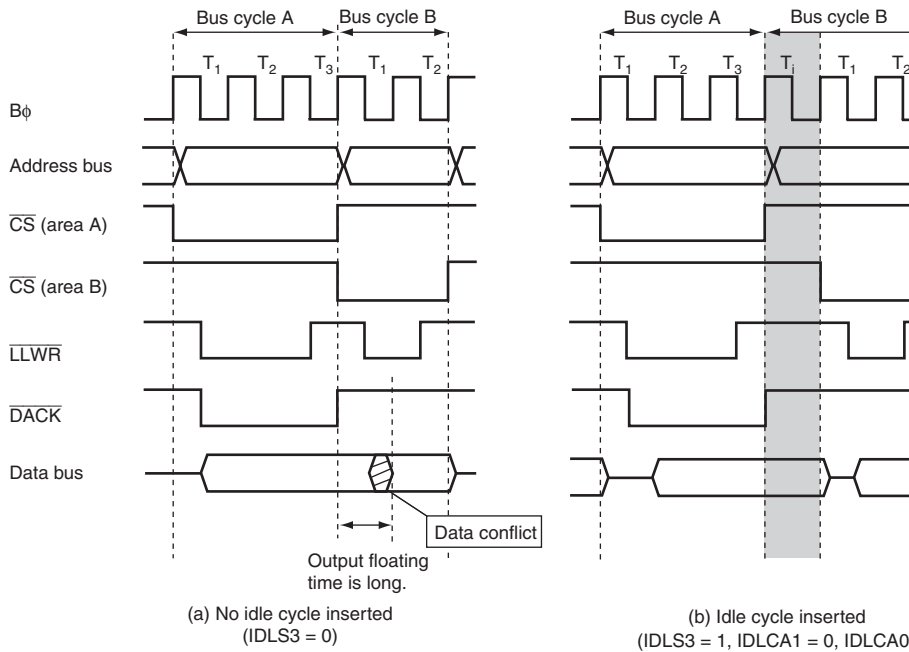 Bus cycle A Bus cycle B Bus cycle A Bus cycle B
T1 T2 T3 T1 T2 T1 T2 T3 Ti T1 T2
Bϕ
Address bus
CS (area A)
CS (area B)
LLWR
DACK
Data bus
Data conflict
Output floating
time is long.
(a) No idle cycle inserted
(IDLS3 = 0)
(b) Idle cycle inserted
(IDLS3 = 1, IDLCA1 = 0, IDLCA0